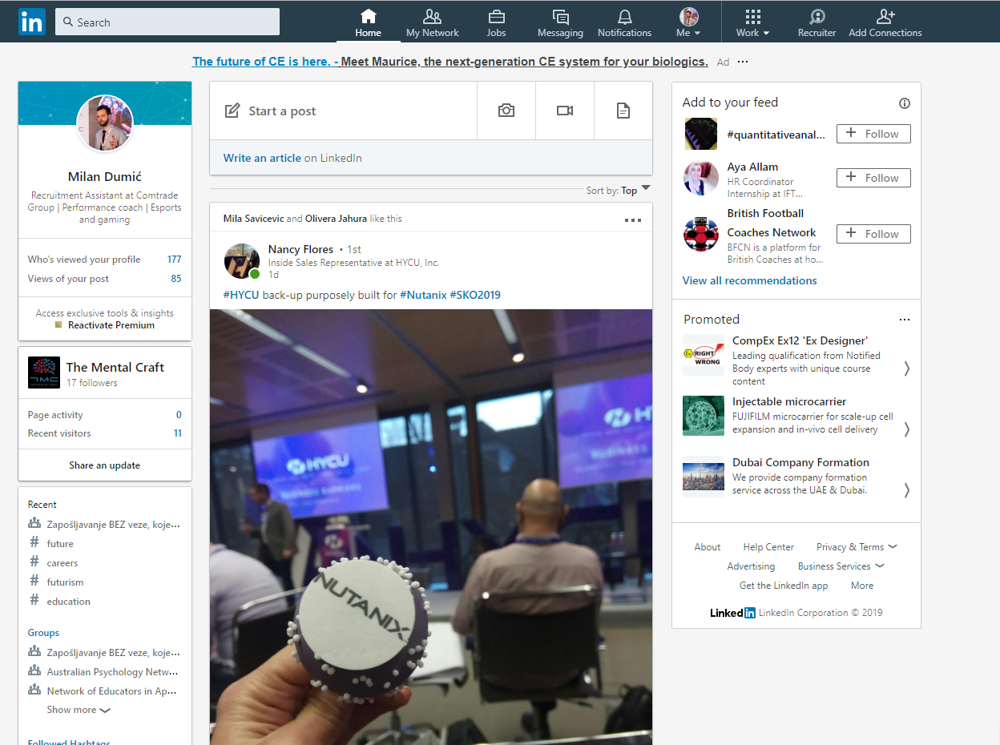 in
Search
Home
My Network
Jobs
Messaging
Notifications
Me
Work
Recruiter
Add Connections
The future of CE is here. - Meet Maurice, the next-generation CE system for your biologics. Ad ...
Milan Dumić
Recruitment Assistant at Comtrade
Group | Performance coach | Esports
and gaming
Who's viewed your profile 177
Views of your post 85
Access exclusive tools & insights
Reactivate Premium
The Mental Craft
17 followers
Page activity 0
Recent visitors 11
Share an update
Recent
Zapošljavanje BEZ veze, koje...
# future
# careers
# futurism
# education
Groups
Zapošljavanje BEZ veze, koje...
Australian Psychology Netw...
Network of Educators in Ap...
Show more
Followed Hashtags
Start a post
Write an article on LinkedIn
Sort by: Top
Mila Savicevic and Olivera Jahura like this
Nancy Flores • 1st
Inside Sales Representative at HYCU, Inc.
1d
#HYCU back-up purposely built for #Nutanix #SKO2019
HYCU
H
BUSINESS
NUTANIX
Add to your feed
#quantitativeanal...
+ Follow
Aya Allam
HR Coordinator
Internship at IFT...
+ Follow
BFCN
British Football
Coaches Network
BFCN is a platform for
British Coaches at ho...
+ Follow
View all recommendations
Promoted
RIGHT
WRONG
CompEx Ex12 'Ex Designer'
Leading qualification from Notified
Body experts with unique course
content
Injectable microcarrier
FUJIFILM microcarrier for scale-up cell
expansion and in-vivo cell delivery
Dubai Company Formation
We provide company formation
service across the UAE & Dubai.
About Help Center Privacy & Terms
Advertising Business Services
Get the LinkedIn app More
LinkedIn LinkedIn Corporation © 2019